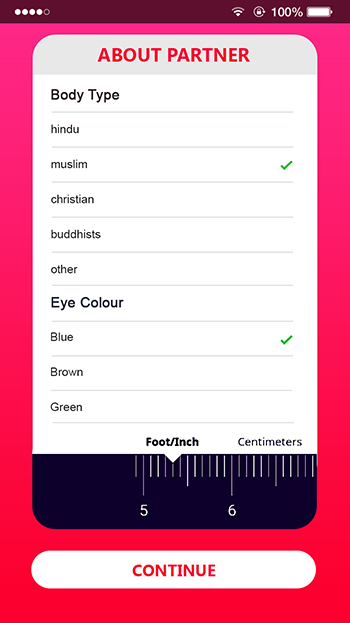 100%
ABOUT PARTNER
Body Type
hindu
muslim
christian
buddhists
other
Eye Colour
Blue
Brown
Green
Foot/Inch Centimeters
5 6
CONTINUE